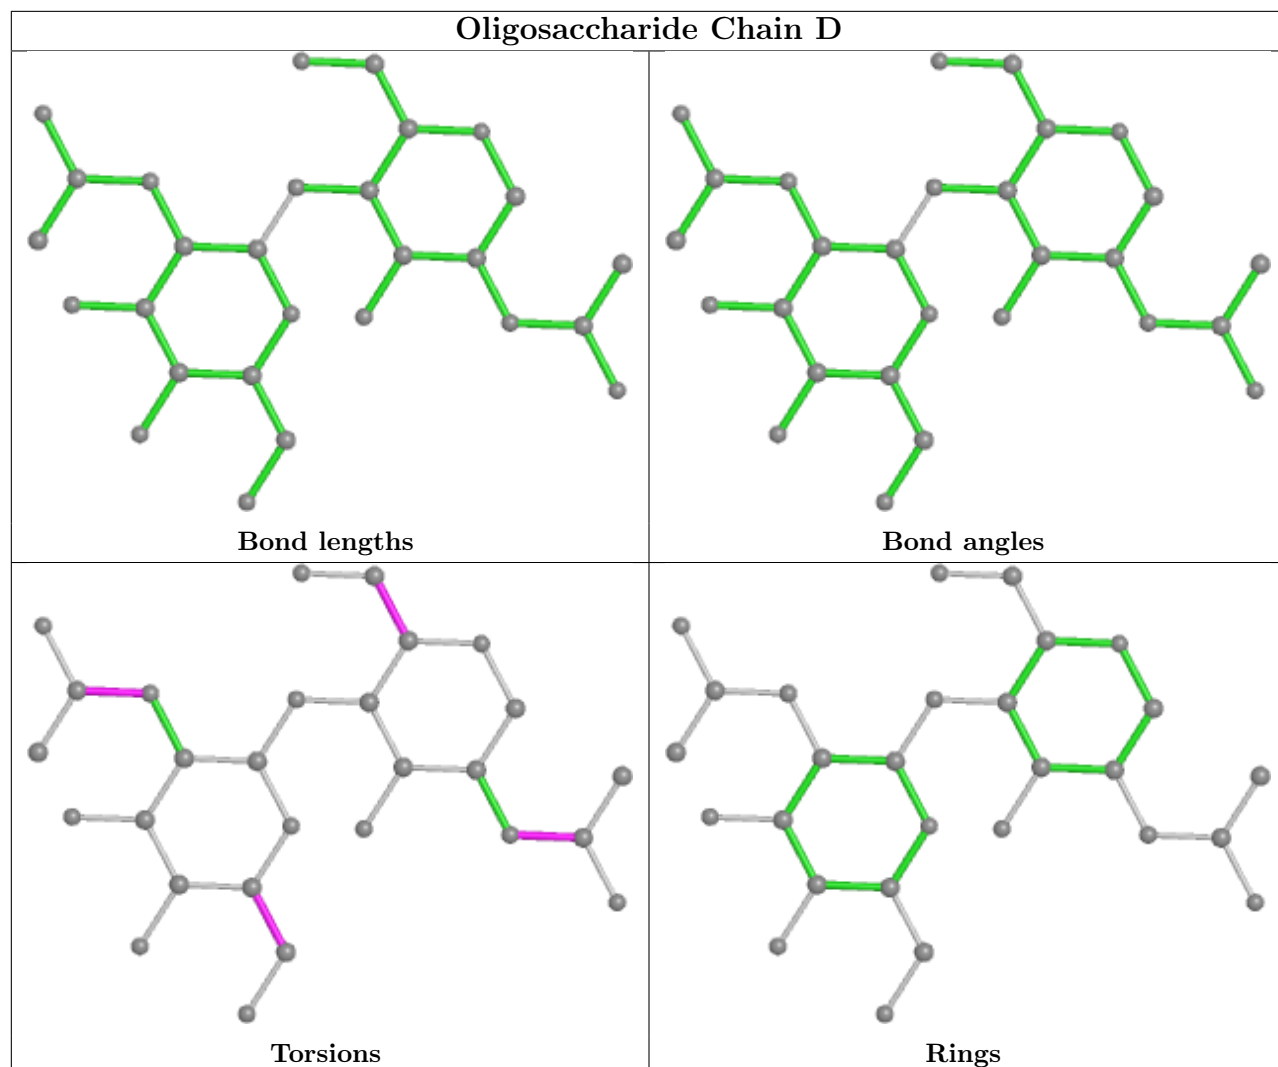 Oligosaccharide Chain D
Bond lengths
Bond angles
Torsions
Rings